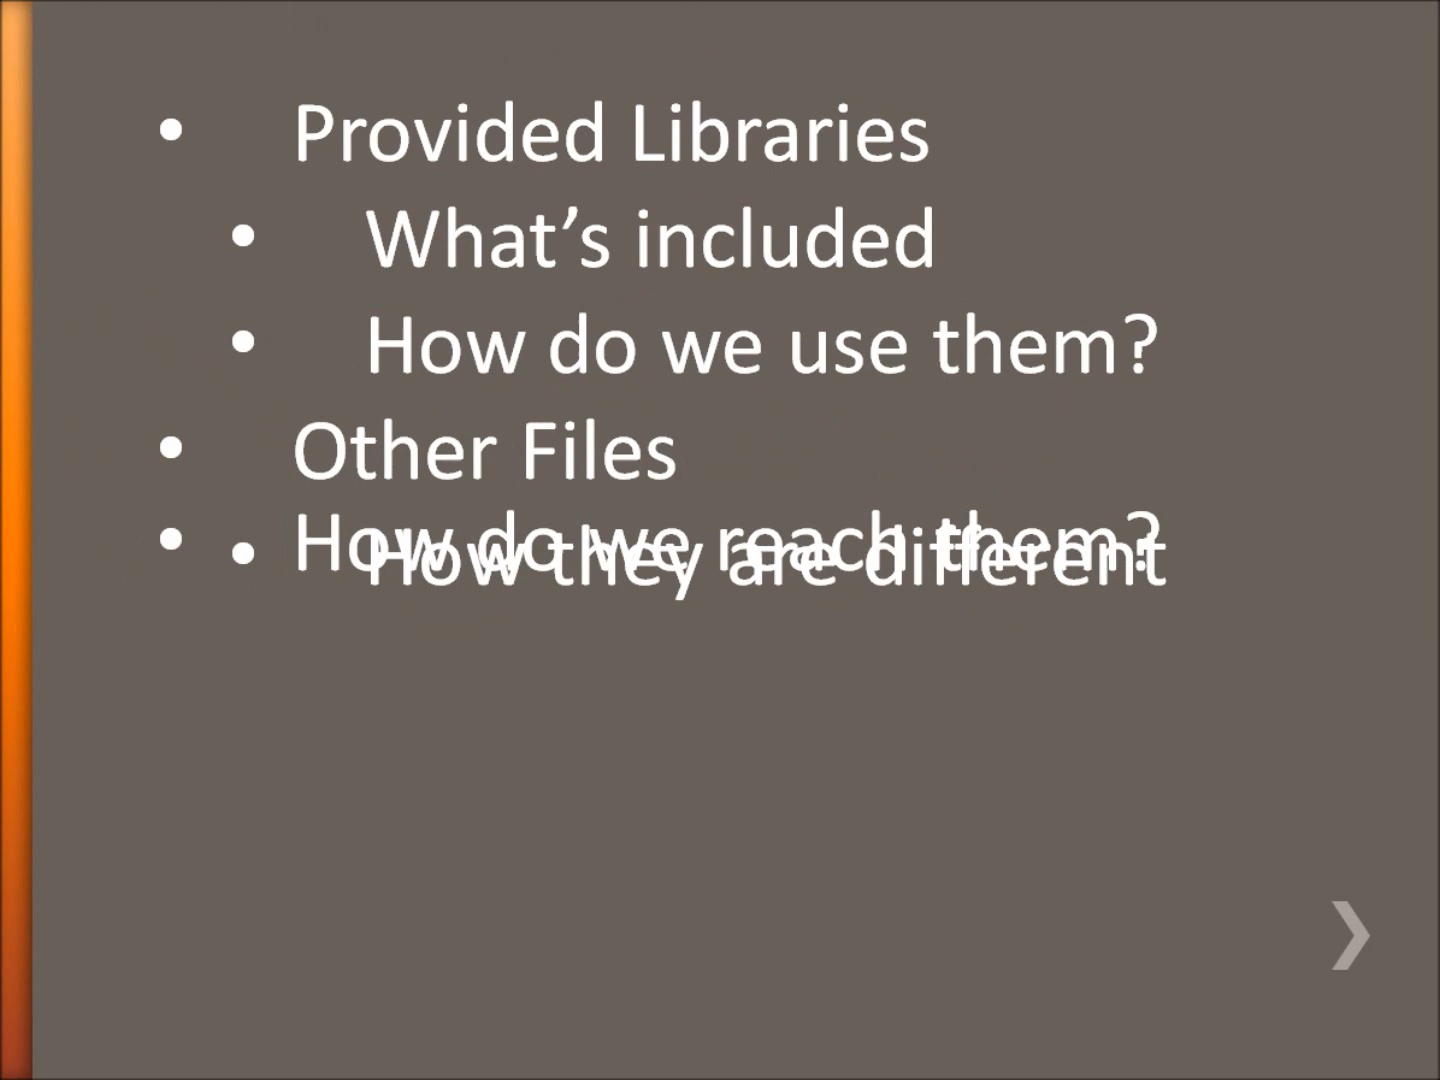 • Provided Libraries
• What’s included
• How do we use them?
• Other Files
• How do we reach them?
• How they are different